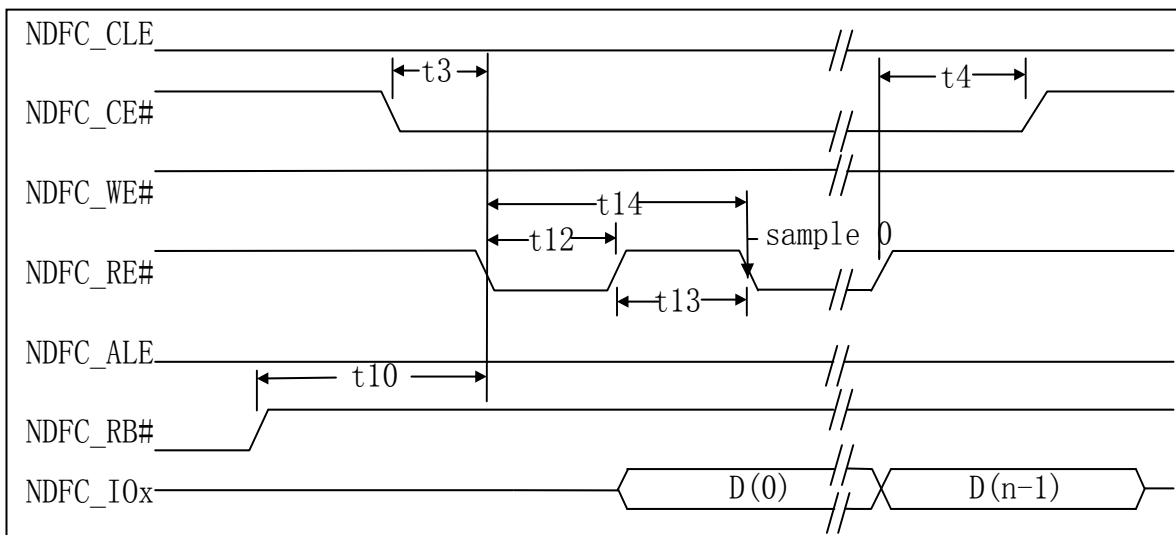 NDFC_CLE
t3
t4
NDFC_CE#
NDFC_WE#
t14
t12
sample 0
NDFC_RE#
t13
NDFC_ALE
t10
NDFC_RB#
NDFC_IOx
D(0)
D(n-1)